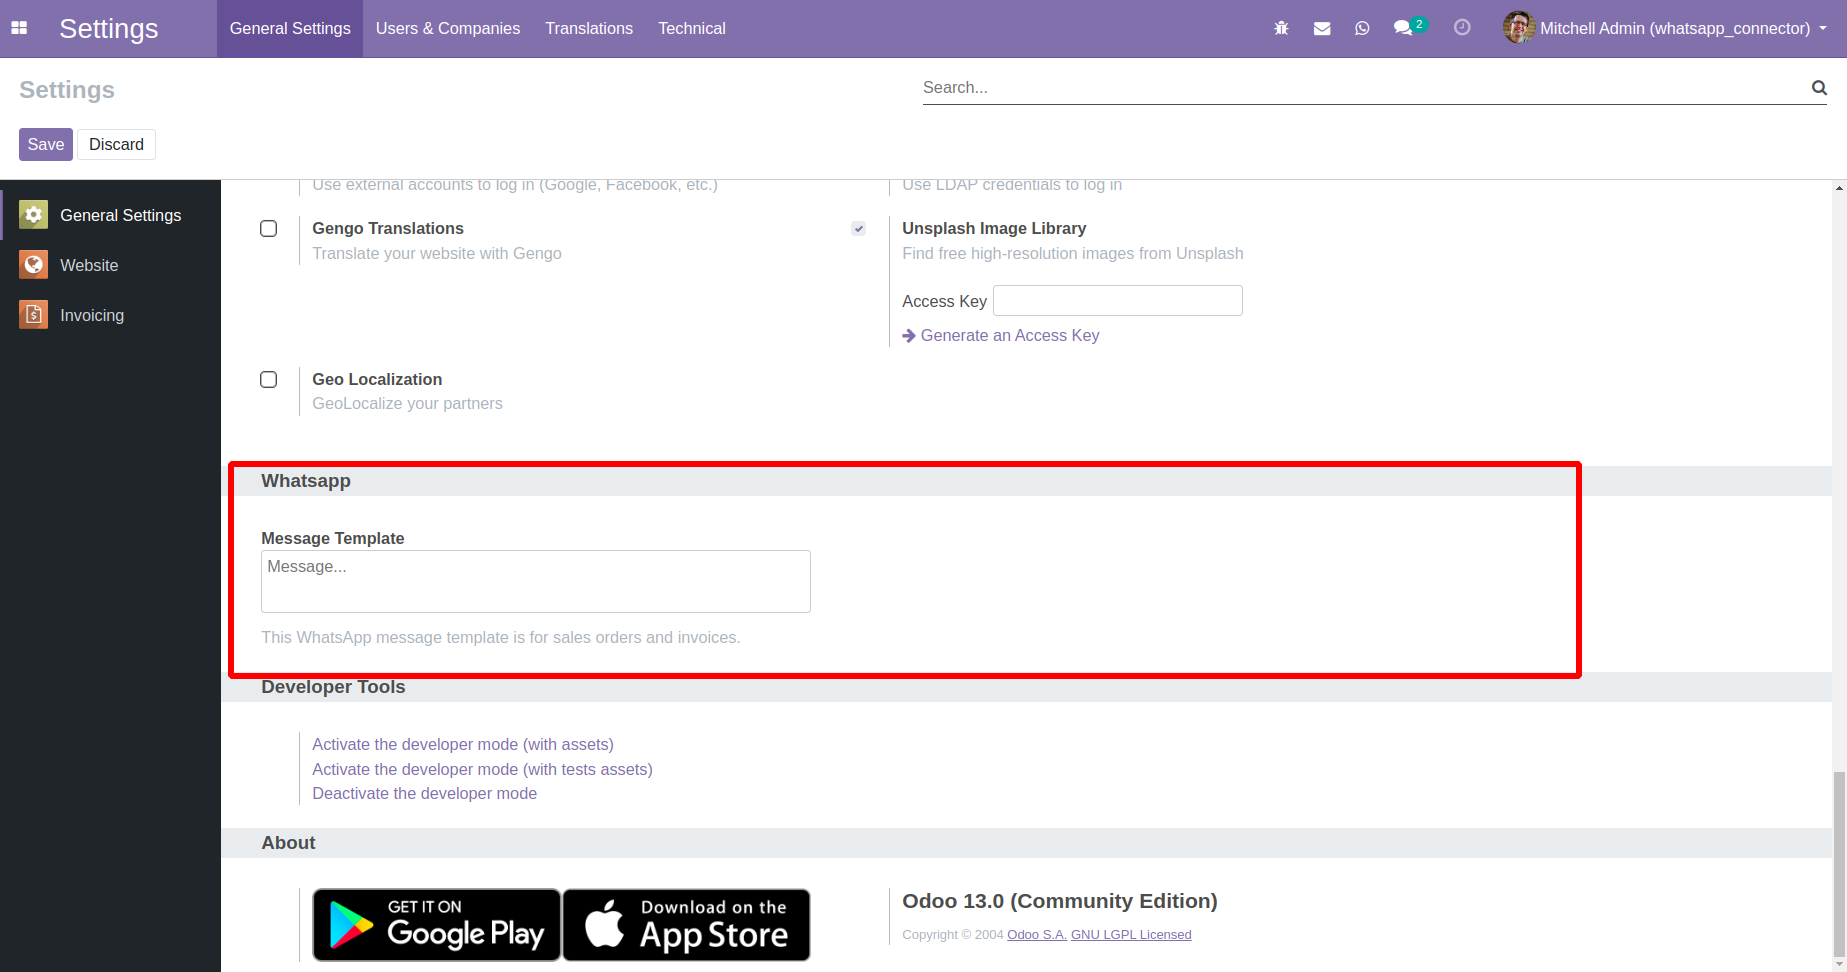 Settings
General Settings
Users & Companies
Translations
Technical
2
Mitchell Admin (whatsapp_connector)
Settings
Search...
Save
Discard
General Settings
Website
Invoicing
Use external accounts to log in (Google, Facebook, etc.)
Use LDAP credentials to log in
Gengo Translations
Translate your website with Gengo
Unsplash Image Library
Find free high-resolution images from Unsplash
Access Key
Generate an Access Key
Geo Localization
GeoLocalize your partners
Whatsapp
Message Template
Message...
This WhatsApp message template is for sales orders and invoices.
Developer Tools
Activate the developer mode (with assets)
Activate the developer mode (with tests assets)
Deactivate the developer mode
About
GET IT ON
Google Play
Download on the
App Store
Odoo 13.0 (Community Edition)
Copyright © 2004 Odoo S.A. GNU LGPL Licensed